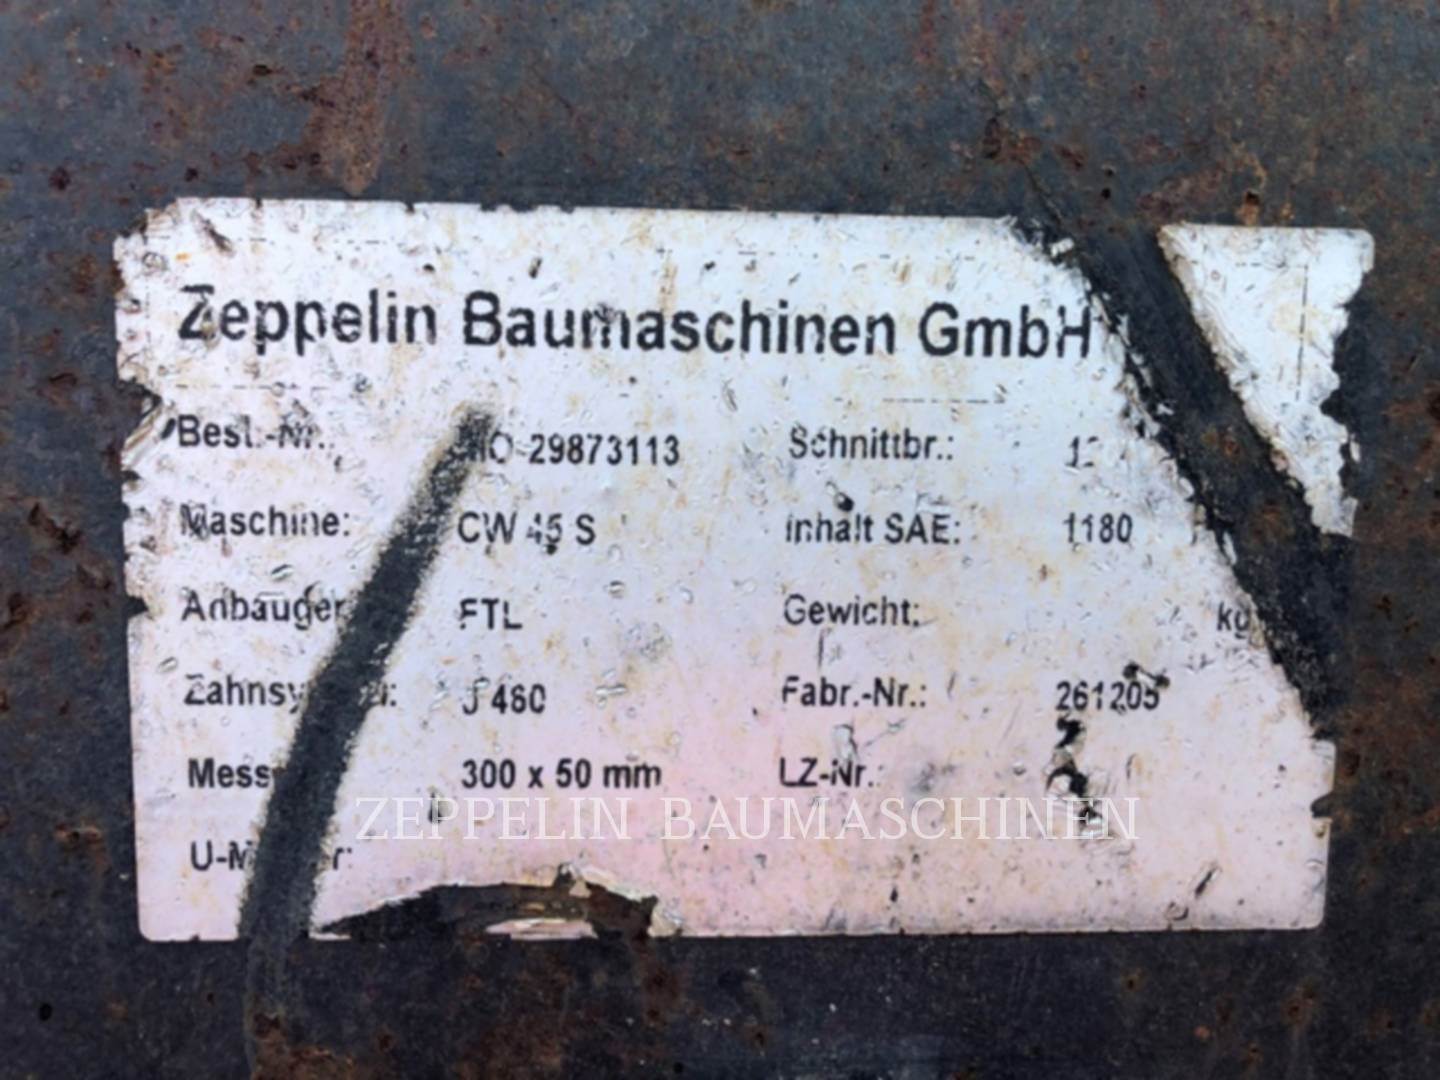 Zeppelin Baumaschinen GmbH
Best.-Nr.: 29873113 Schnittbr.:
Maschine: CW 45 S Inhalt SAE: 1180
FTL Gewicht: kg
J 460 Fabr.-Nr.: 261205
300 x 50 mm LZ-Nr.:
ZEPPELIN BAUMASCHINEN